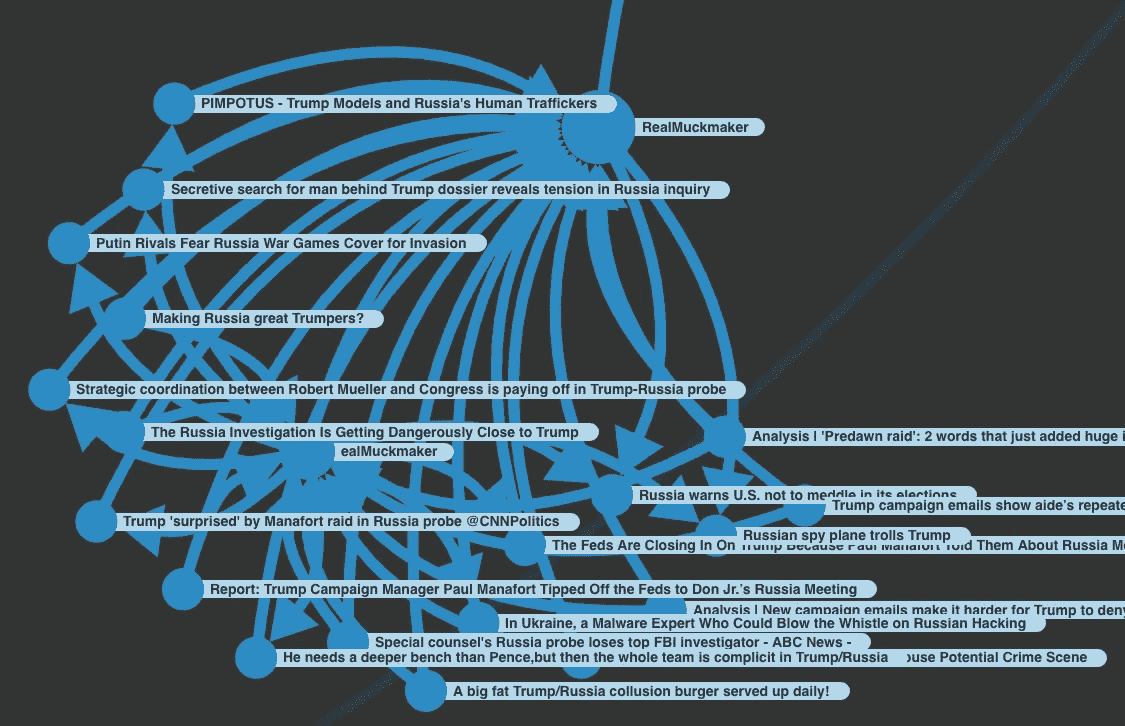 PIMPOTUS - Trump Models and Russia's Human Traffickers
RealMuckmaker
Secretive search for man behind Trump dossier reveals tension in Russia inquiry
Putin Rivals Fear Russia War Games Cover for Invasion
Making Russia great Trumpers?
Strategic coordination between Robert Mueller and Congress is paying off in Trump-Russia probe
The Russia Investigation Is Getting Dangerously Close to Trump
Analysis | 'Predawn raid': 2 words that just added huge
ealMuckmaker
Russia warns U.S. not to meddle in its elections
Trump campaign emails show aide's repeate
Trump 'surprised' by Manafort raid in Russia probe @CNNPolitics
Russian spy plane trolls Trump
The Feds Are Closing In On Trump Because Paul Manafort Told Them About Russia M
Report: Trump Campaign Manager Paul Manafort Tipped Off the Feds to Don Jr.'s Russia Meeting
Analysis | New campaign emails make it harder for Trump to deny
In Ukraine, a Malware Expert Who Could Blow the Whistle on Russian Hacking
Special counsel's Russia probe loses top FBI investigator - ABC News -
He needs a deeper bench than Pence,but then the whole team is complicit in Trump/Russia
ouse Potential Crime Scene
A big fat Trump/Russia collusion burger served up daily!